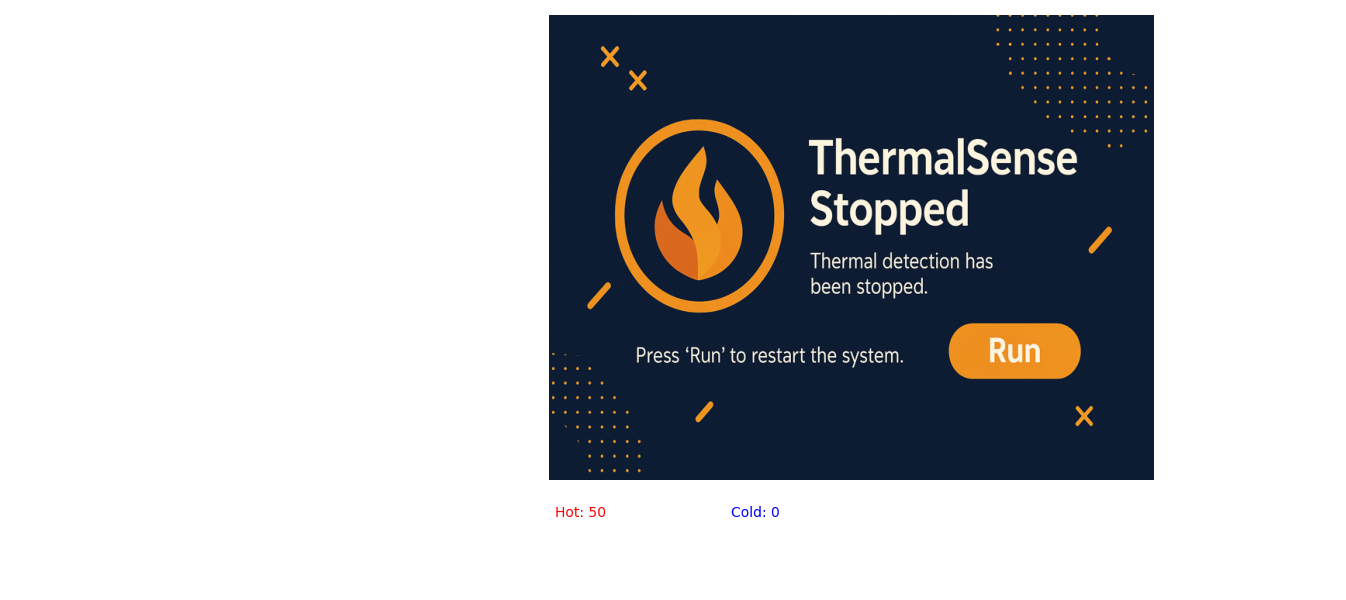 ThermalSense
Stopped
Thermal detection has
been stopped.
Press ‘Run’ to restart the system.
Run
Hot: 50
Cold: 0